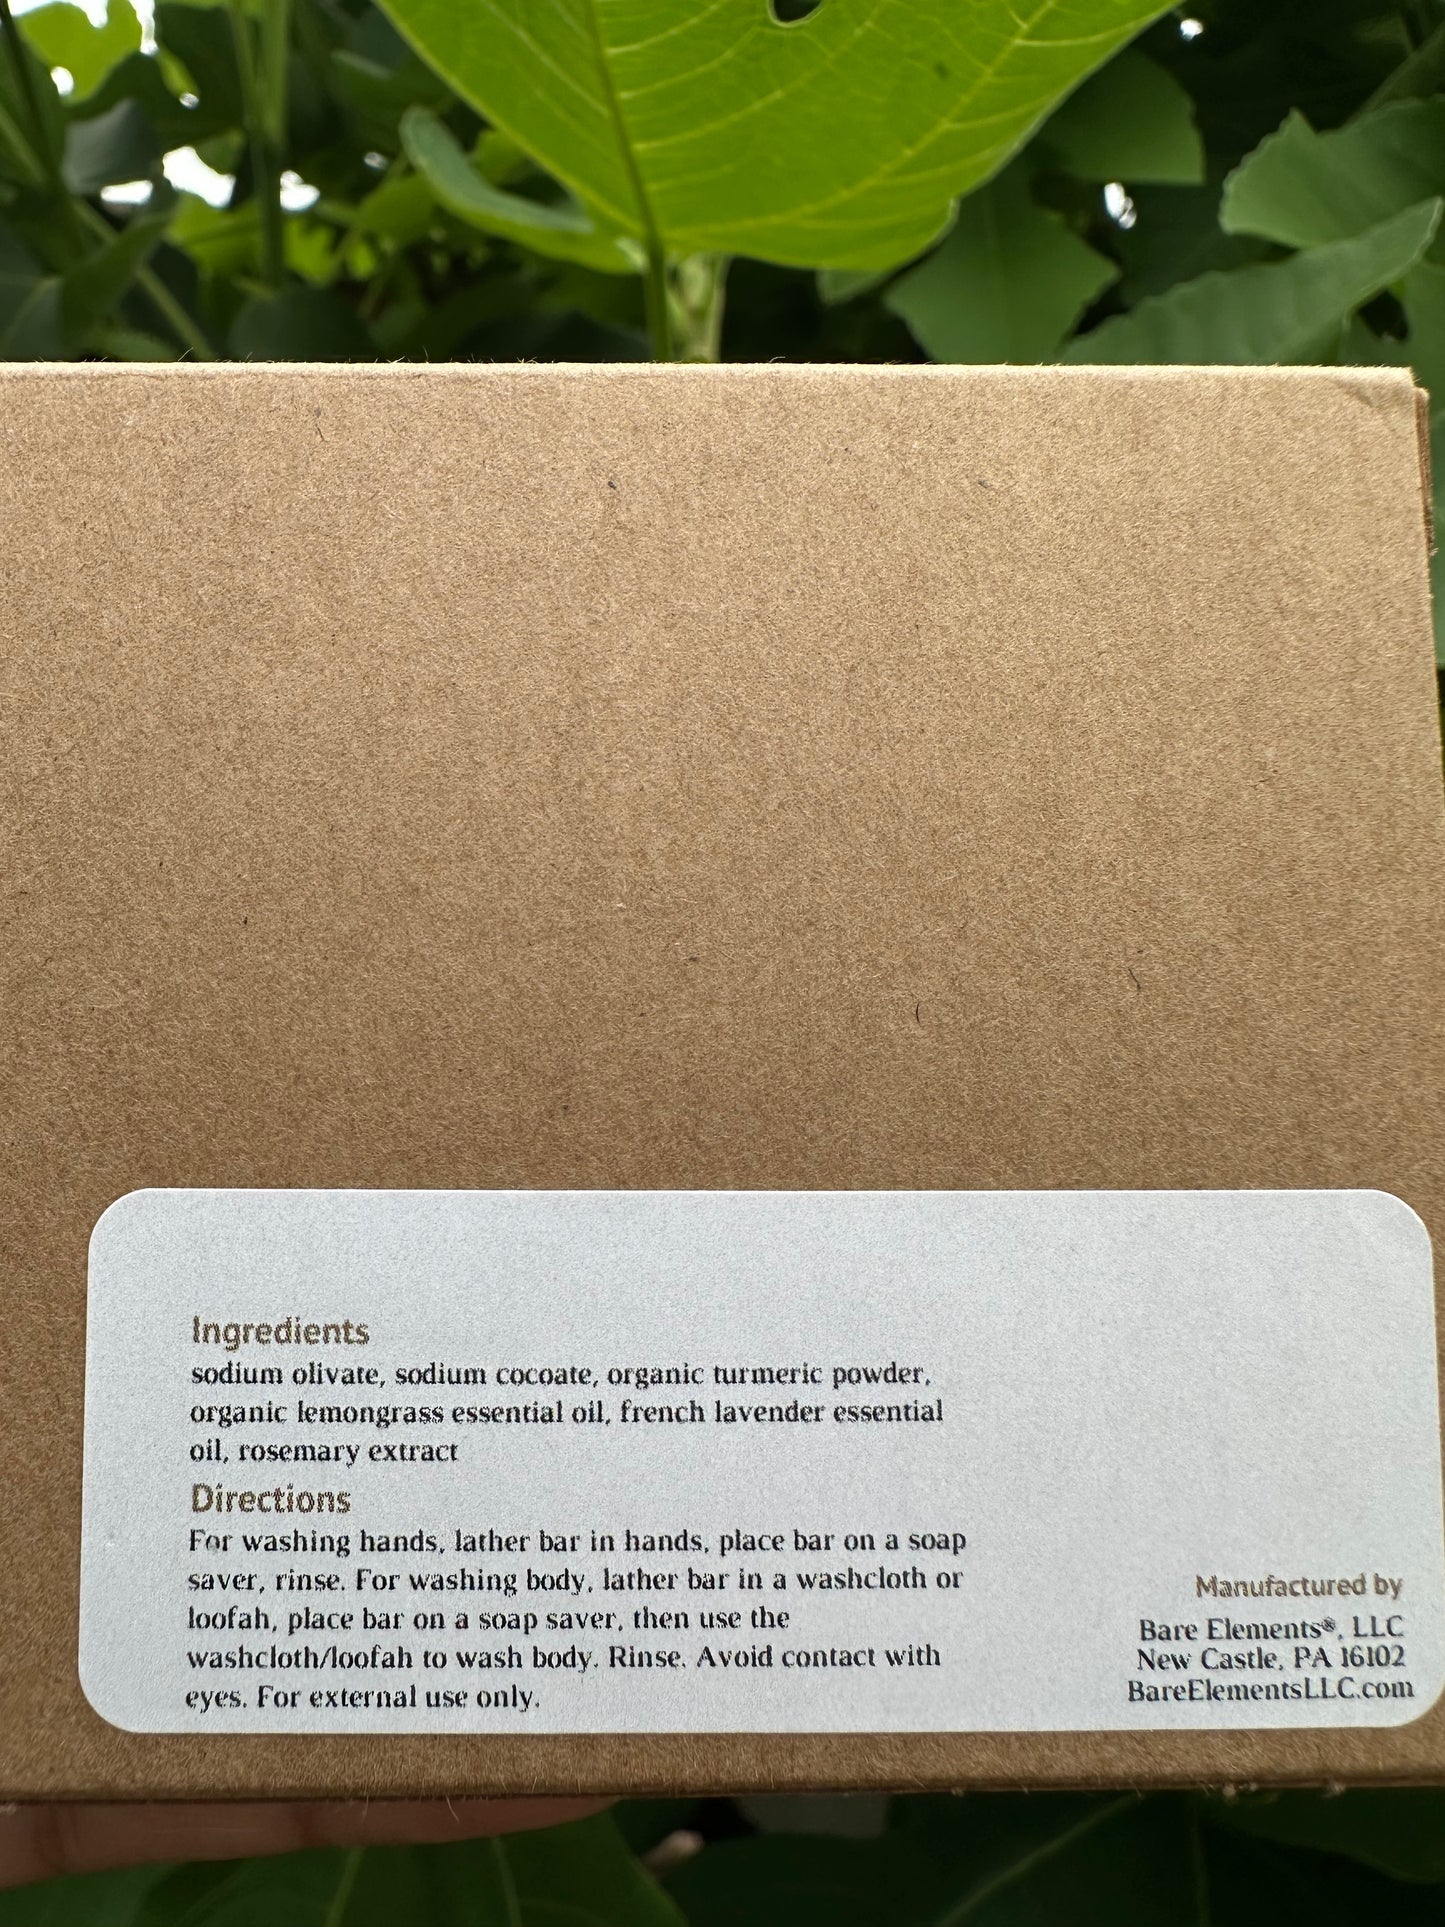 Ingredients
sodium olivate, sodium cocoate, organic turmeric powder,
organic lemongrass essential oil, french lavender essential
oil, rosemary extract
Directions
For washing hands, lather bar in hands, place bar on a soap
saver, rinse. For washing body, lather bar in a washcloth or
loofah, place bar on a soap saver, then use the
washcloth/loofah to wash body. Rinse. Avoid contact with
eyes. For external use only.
Manufactured by
Bare Elements®, LLC
New Castle, PA 16102
BareElementsLLC.com